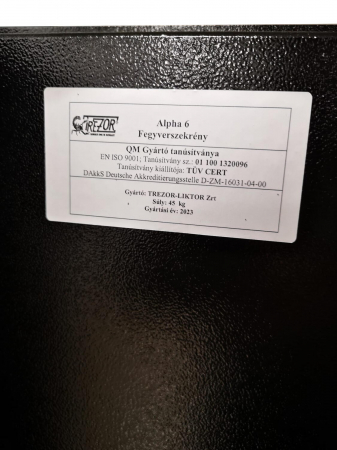 TREZOR
Alpha 6
Fegyverszekrény
QM Gyártó tanúsítványa
EN ISO 9001; Tanúsítvány sz.: 01 100 1320096
Tanúsítvány kiállítója: TÜV CERT
DAkkS Deutsche Akkreditierungsstelle D-ZM-16031-04-00
Gyártó: TREZOR-LIKTOR Zrt
Súly: 45 kg
Gyártási év: 2023